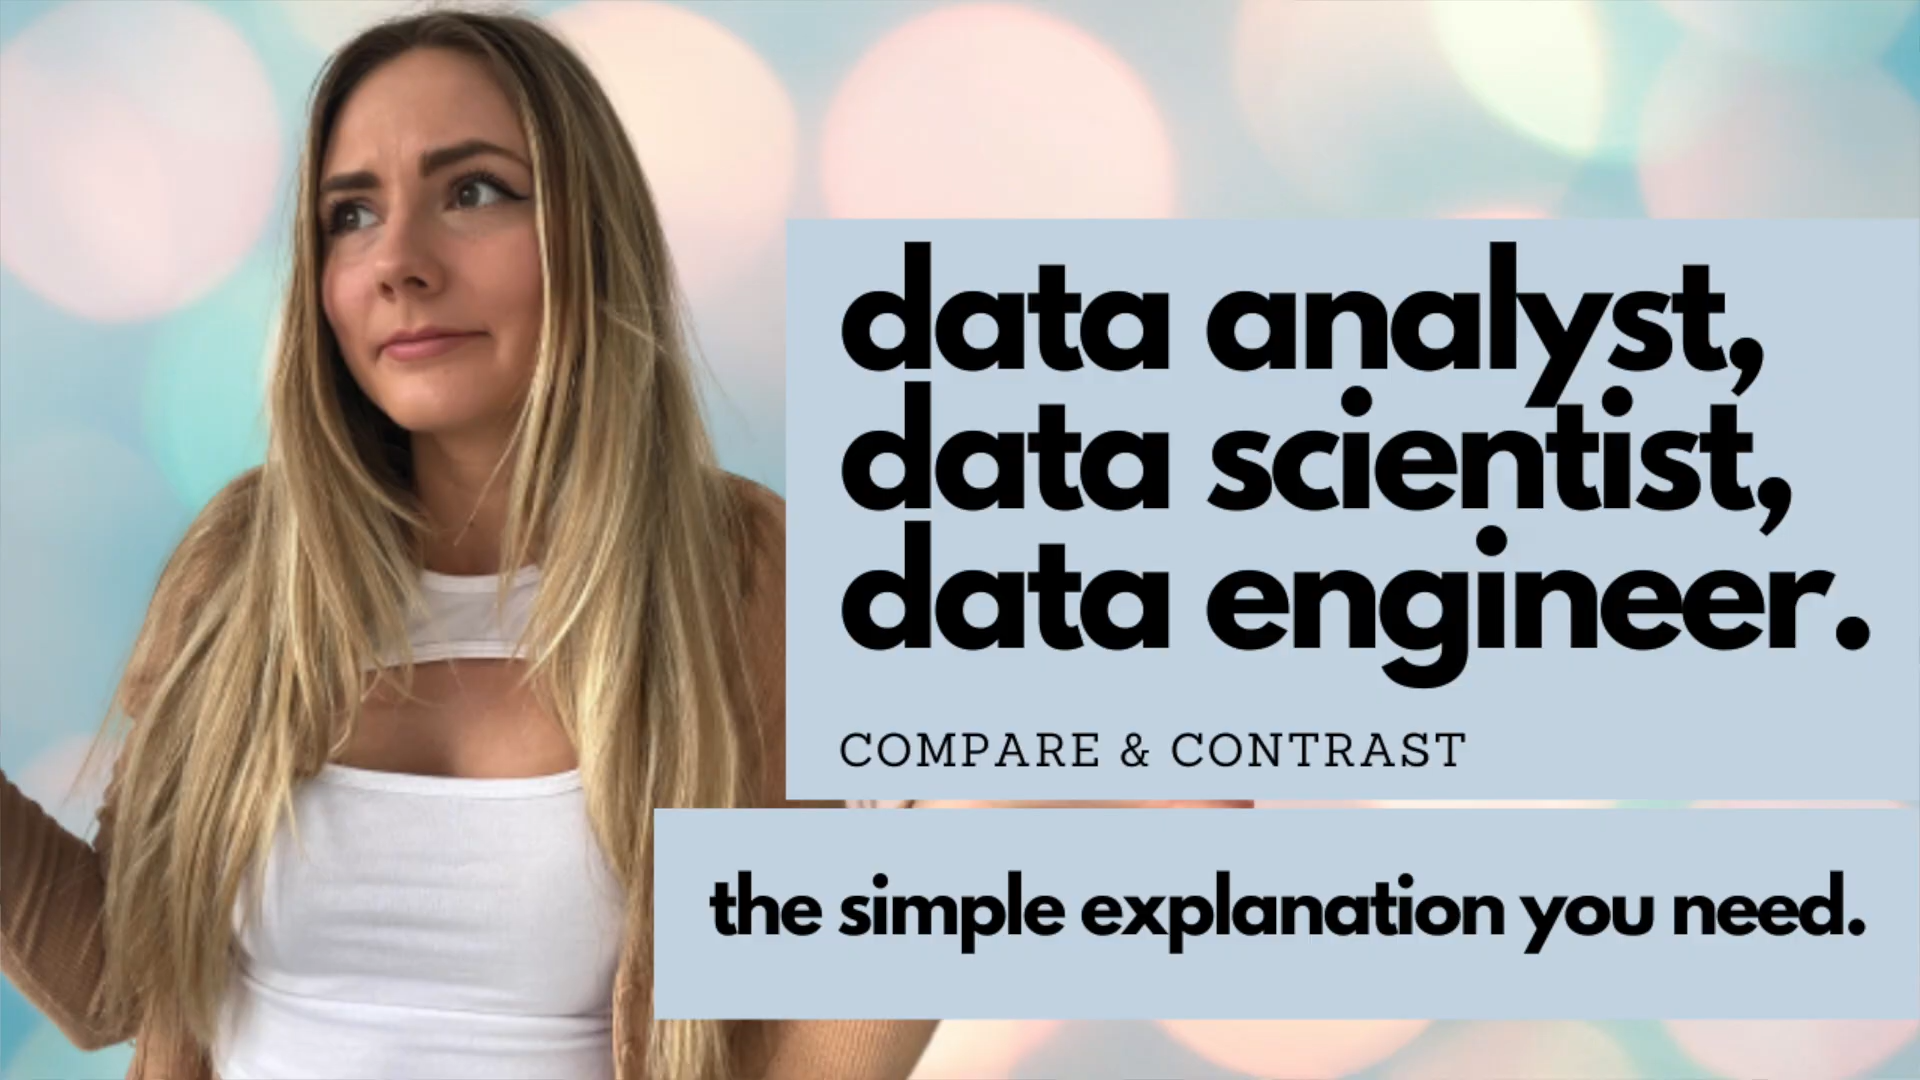 data analyst,
data scientist,
data engineer.
COMPARE & CONTRAST
the simple explanation you need.